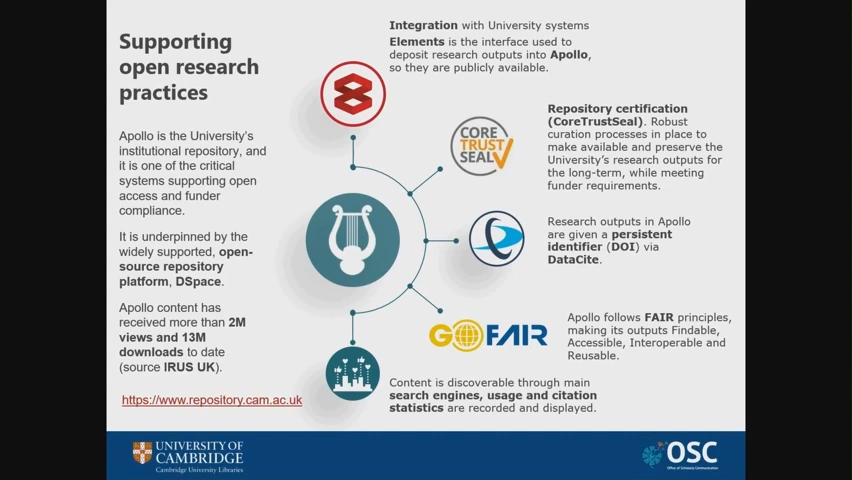 Supporting
open research
practices
Apollo is the University's
institutional repository, and
it is one of the critical
systems supporting open
access and funder
compliance.
It is underpinned by the
widely supported, open-
source repository
platform, DSpace.
Apollo content has
received more than 2M
views and 13M
downloads to date
(source IRUS UK).
https://www.repository.cam.ac.uk
Integration with University systems
Elements is the interface used to
deposit research outputs into Apollo,
so they are publicly available.
CORE
TRUST
SEAL
Repository certification
(CoreTrustSeal). Robust
curation processes in place to
make available and preserve the
University's research outputs for
the long-term, while meeting
funder requirements.
Research outputs in Apollo
are given a persistent
identifier (DOI) via
DataCite.
GO FAIR
Apollo follows FAIR principles,
making its outputs Findable,
Accessible, Interoperable and
Reusable.
Content is discoverable through main
search engines, usage and citation
statistics are recorded and displayed.
UNIVERSITY OF
CAMBRIDGE
Cambridge University Libraries
OSC
Office of Scholarly Communication